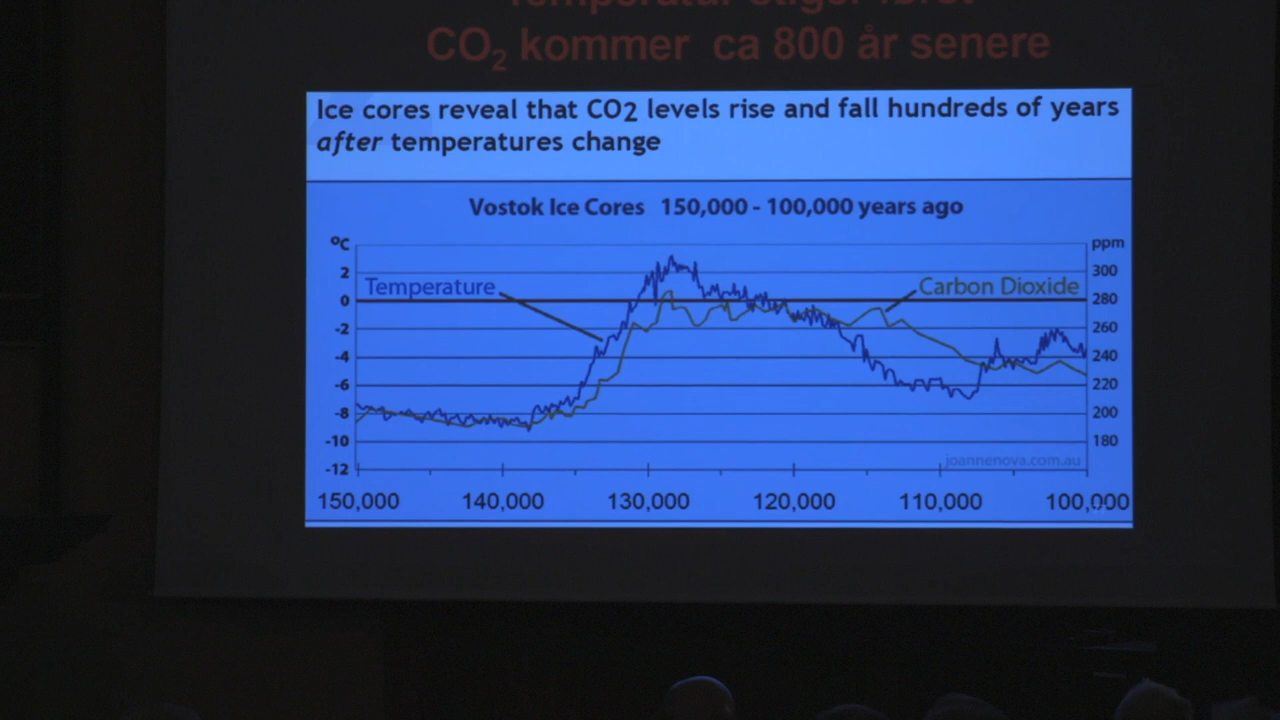 CO2 kommer ca 800 år senere
Ice cores reveal that CO2 levels rise and fall hundreds of years
after temperatures change
Vostok Ice Cores 150,000 - 100,000 years ago
°C
ppm
2
300
Temperature
Carbon Dioxide
0
280
-2
260
-4
240
-6
220
-8
200
-10
180
-12
joannenova.com.au
150,000 140,000 130,000 120,000 110,000 100,000